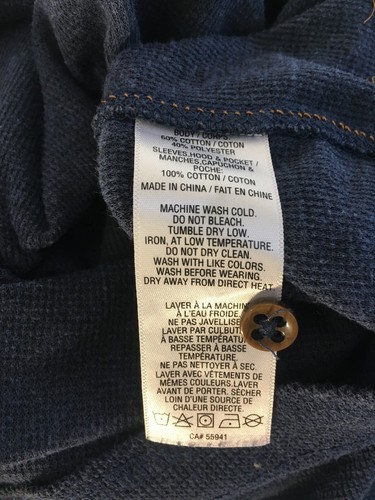 BODY / CORPS:
60% COTTON / COTON
40% POLYESTER
SLEEVES,HOOD & POCKET /
MANCHES,CAPUCHON &
POCHE:
100% COTTON / COTON
MADE IN CHINA / FAIT EN CHINE
MACHINE WASH COLD.
DO NOT BLEACH.
TUMBLE DRY LOW.
IRON, AT LOW TEMPERATURE.
DO NOT DRY CLEAN.
WASH WITH LIKE COLORS.
WASH BEFORE WEARING.
DRY AWAY FROM DIRECT HEAT
LAVER À LA MACHINE
À L'EAU FROIDE.
NE PAS JAVELLISE
LAVER PAR CULBUT
À BASSE TEMPÉRATU
REPASSER À BASSE
TEMPÉRATURE.
NE PAS NETTOYER À SEC.
LAVER AVEC VÊTEMENTS DE
MÊMES COULEURS.LAVER
AVANT DE PORTER. SÉCHER
LOIN D'UNE SOURCE DE
CHALEUR DIRECTE.
CA# 55941